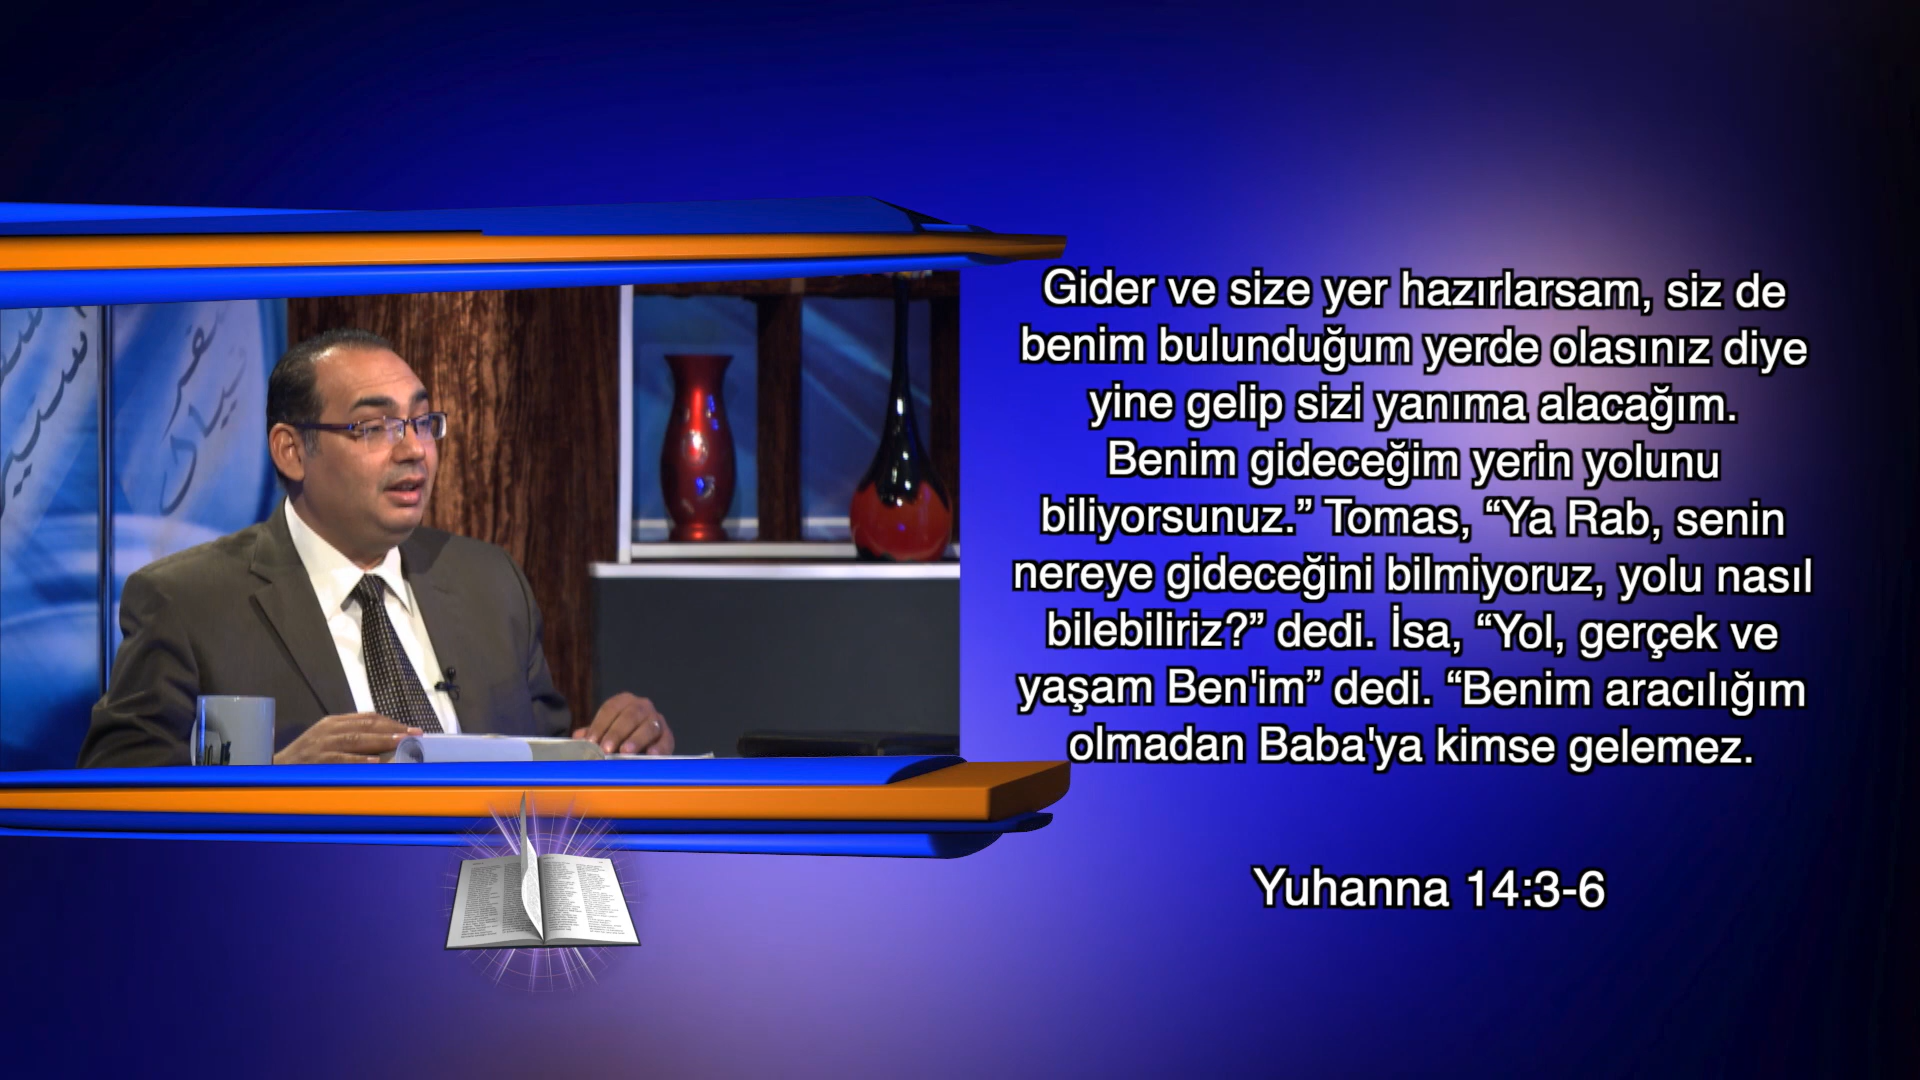 Gider ve size yer hazırlarsam, siz de
benim bulunduğum yerde olasınız diye
yine gelip sizi yanıma alacağım.
Benim gideceğim yerin yolunu
biliyorsunuz.” Tomas, “Ya Rab, senin
nereye gideceğini bilmiyoruz, yolu nasıl
bilebiliriz?” dedi. İsa, “Yol, gerçek ve
yaşam Ben'im” dedi. “Benim aracılığım
olmadan Baba'ya kimse gelemez.
Yuhanna 14:3-6